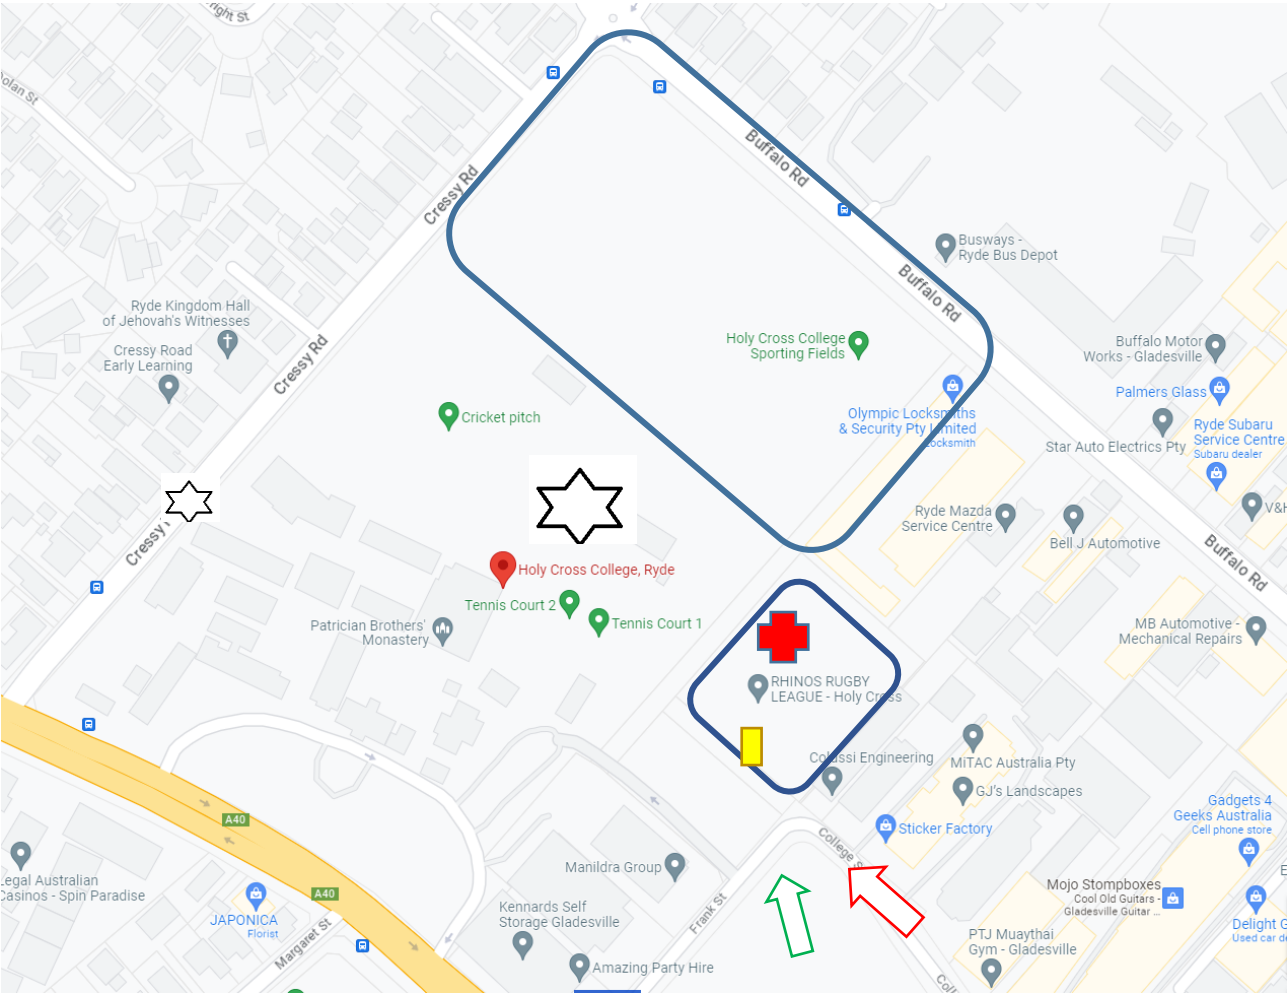 Buffalo Rd
Cressy Rd
Busways -
Ryde Bus Depot
Buffalo Rd
Ryde Kingdom Hall
of Jehovah's Witnesses
Cressy Road
Early Learning
Cressy Rd
Holy Cross College
Sporting Fields
Buffalo Motor
Works - Gladesville
Palmers Glass
Olympic Locksmiths
& Security Pty Limited
Locksmith
Cricket pitch
Star Auto Electrics Pty
Ryde Subaru
Service Centre
Subaru dealer
Ryde Mazda
Service Centre
Bell J Automotive
Cressy
Buffalo Rd
Holy Cross College, Ryde
Tennis Court 2
Tennis Court 1
Patrician Brothers'
Monastery
MB Automotive -
Mechanical Repairs
RHINOS RUGBY
LEAGUE - Holy Cross
Colussi Engineering
MiTAC Australia Pty
GJ's Landscapes
A40
Sticker Factory
College S
Gadgets 4
Geeks Australia
Cell phone store
Manildra Group
Legal Australian
Casinos - Spin Paradise
A40
JAPONICA
Florist
Margaret St
Kennards Self
Storage Gladesville
Frank St
Amazing Party Hire
Mojo Stompboxes
Cool Old Guitars -
Gladesville Guitar ...
PTJ Muaythai
Gym - Gladesville
Delight G
Used car de